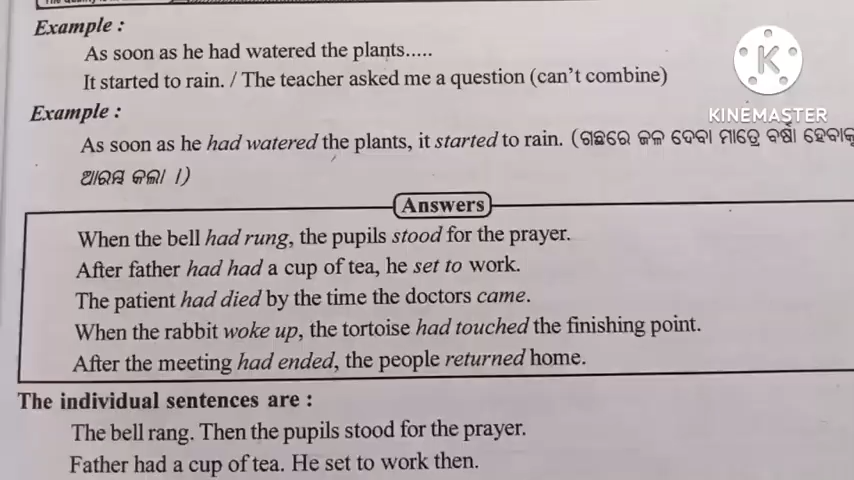 Example :
As soon as he had watered the plants.....
It started to rain. / The teacher asked me a question (can't combine)
KINEMASTER
Example :
As soon as he had watered the plants, it started to rain. (ଗଛରେ ଜଳ ଦେବା ମାତ୍ରେ ବର୍ଷା ହେବାକୁ
ଆରମ୍ଭ କଲା ।)
Answers
When the bell had rung, the pupils stood for the prayer.
After father had had a cup of tea, he set to work.
The patient had died by the time the doctors came.
When the rabbit woke up, the tortoise had touched the finishing point.
After the meeting had ended, the people returned home.
The individual sentences are :
The bell rang. Then the pupils stood for the prayer.
Father had a cup of tea. He set to work then.